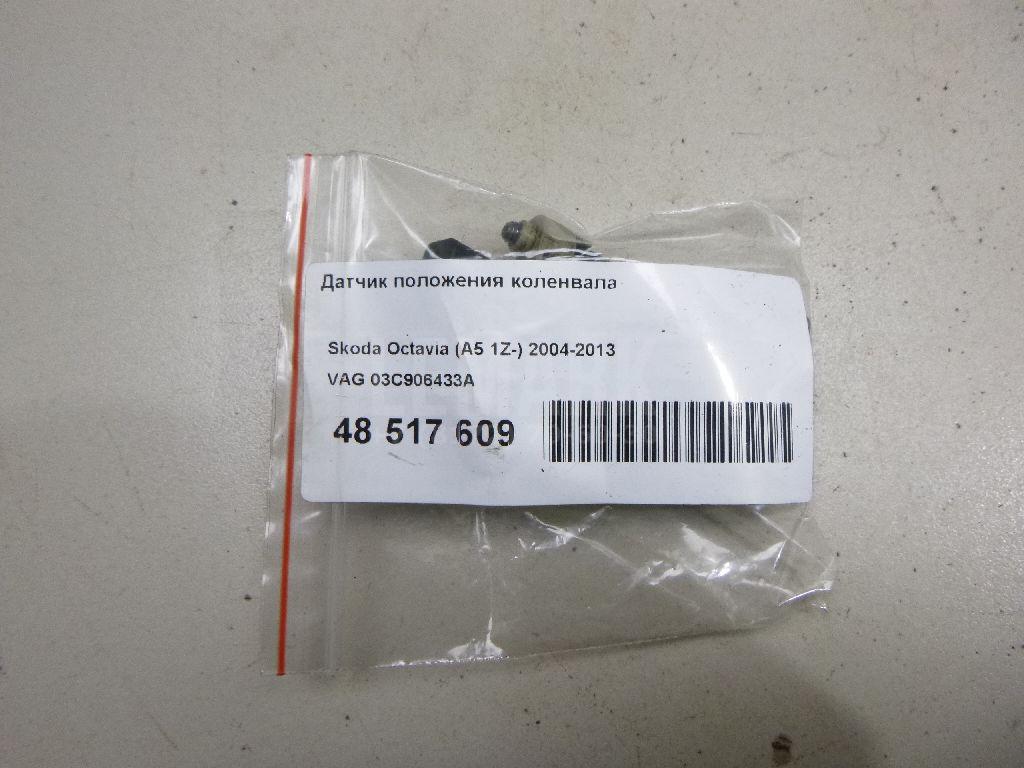 Датчик положения коленвала
Skoda Octavia (A5 1Z-) 2004-2013
VAG 03C906433A
48 517 609